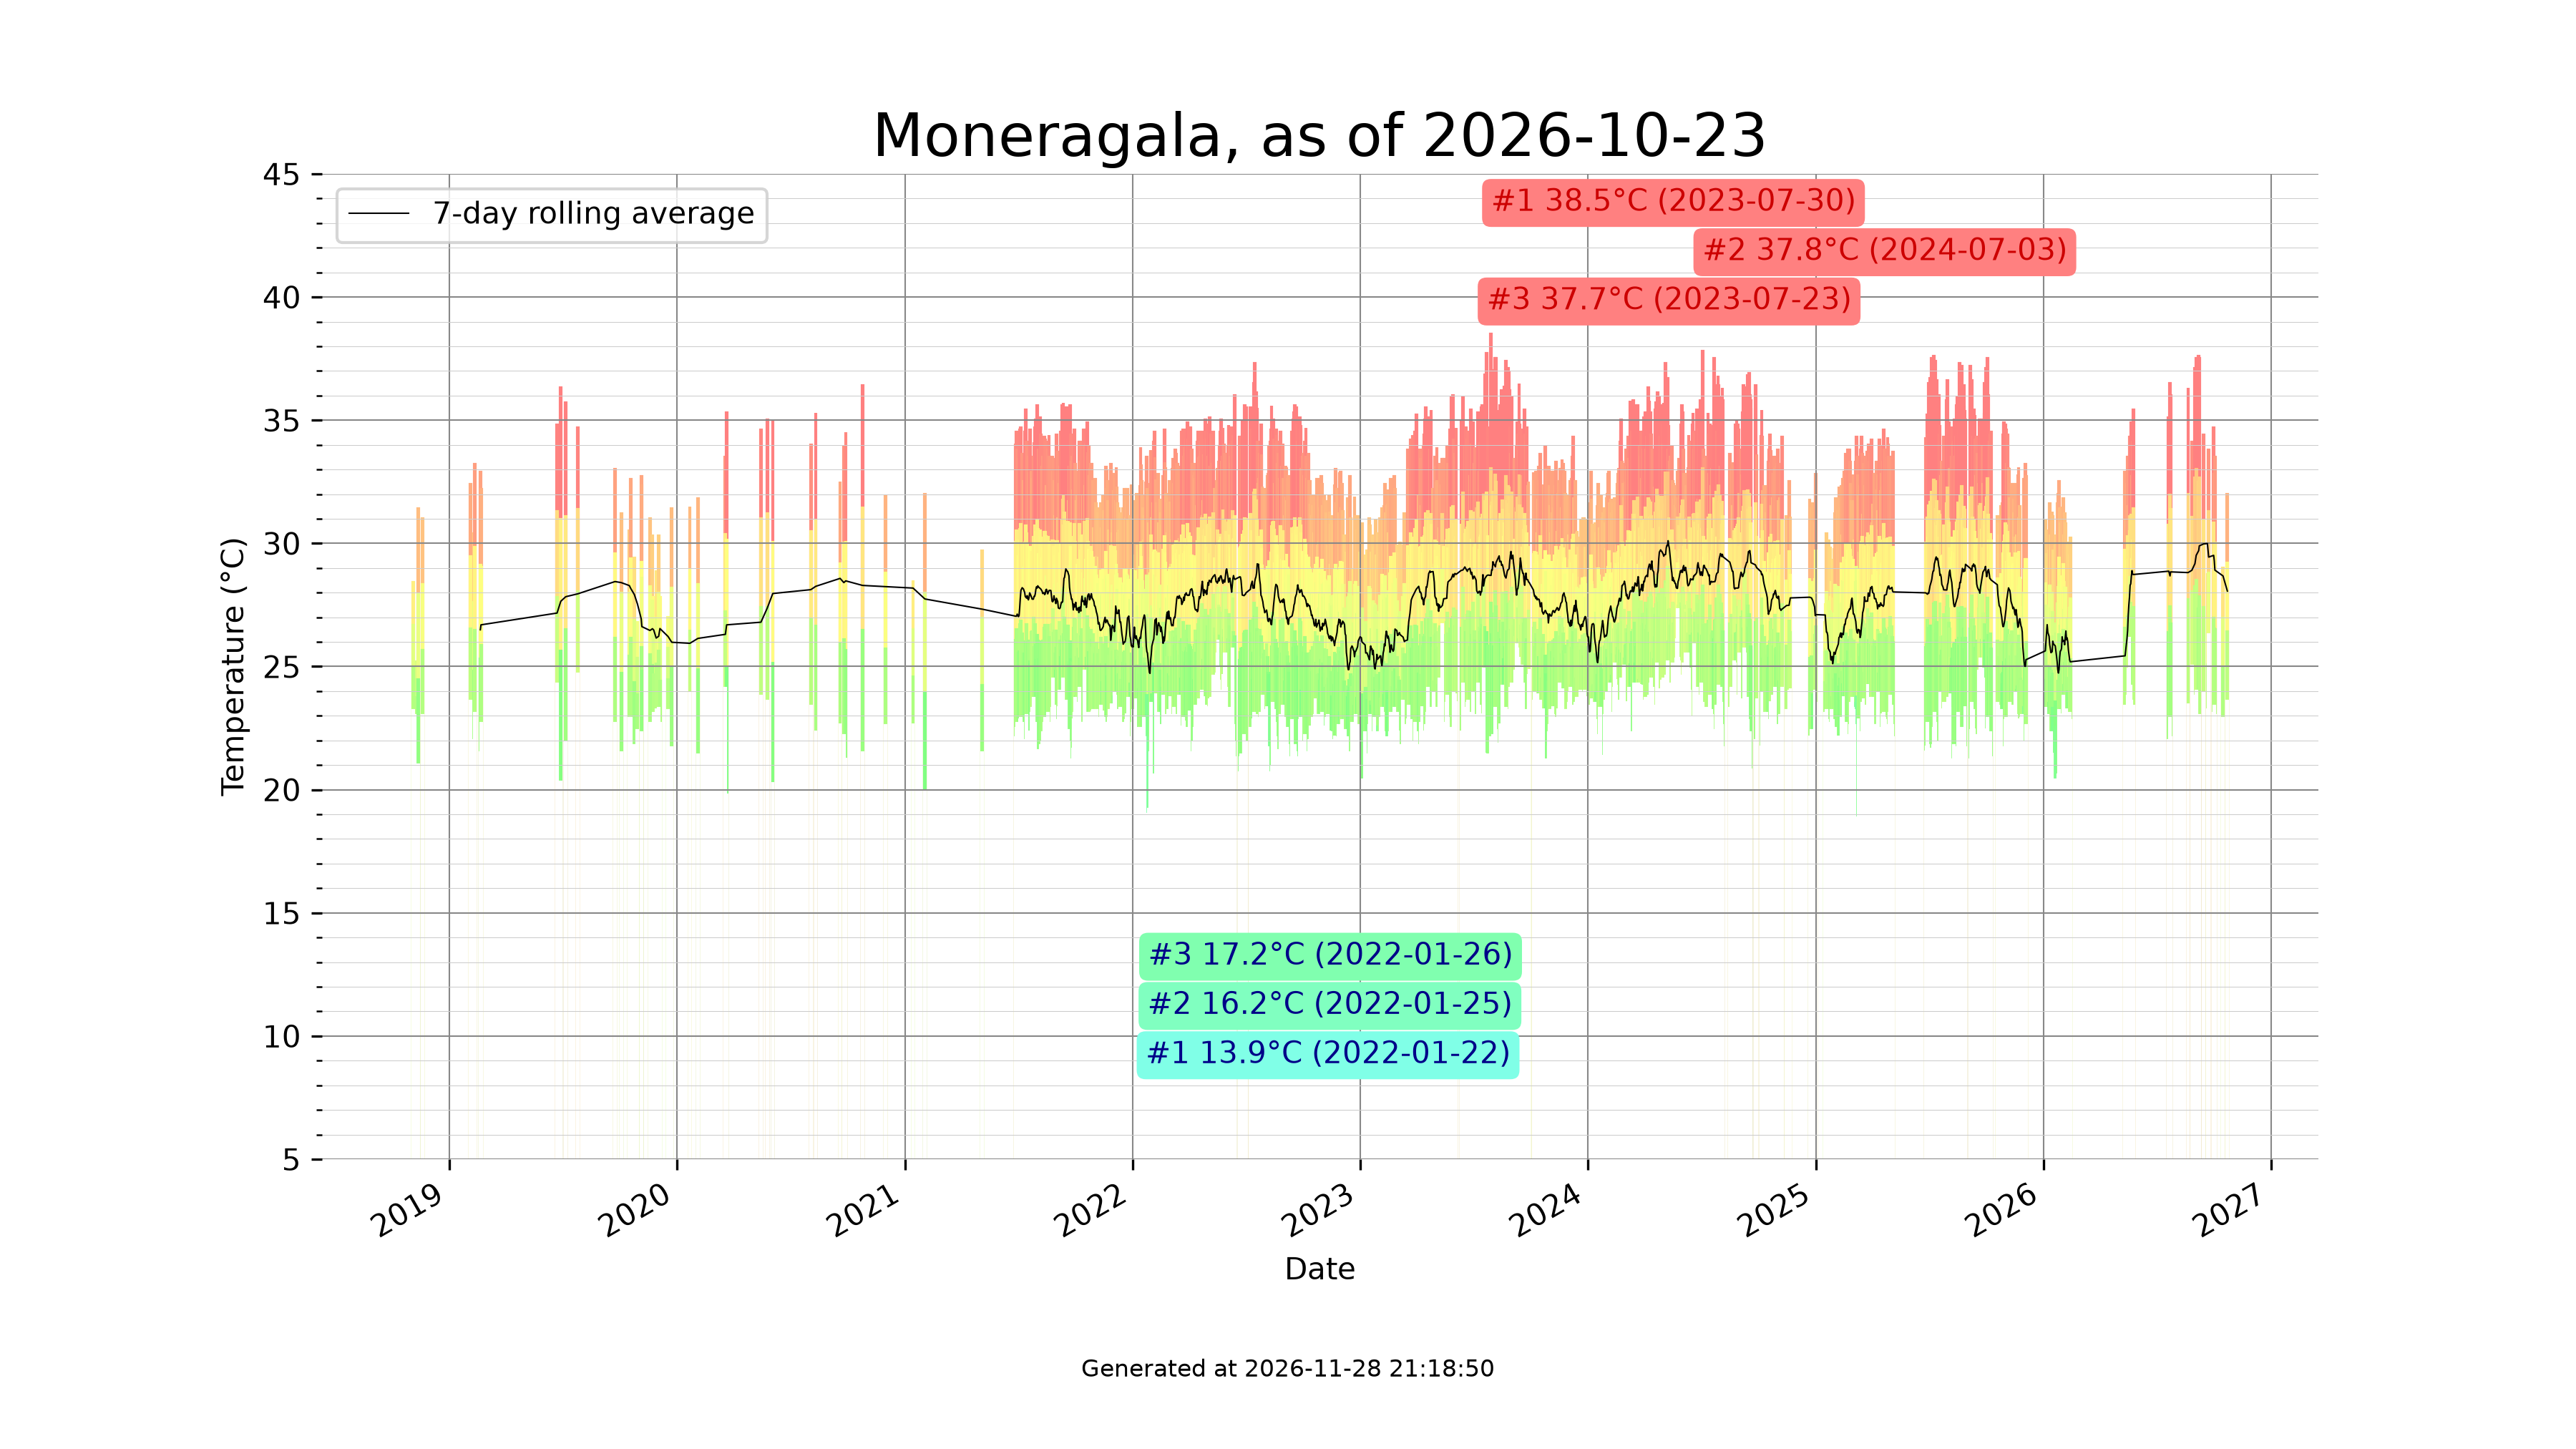 Moneragala, as of 2026-10-23
45
40
35
30
25
20
15
10
5
Temperature (°C)
7-day rolling average
#1 38.5°C (2023-07-30)
#2 37.8°C (2024-07-03)
#3 37.7°C (2023-07-23)
#3 17.2°C (2022-01-26)
#2 16.2°C (2022-01-25)
#1 13.9°C (2022-01-22)
2019
2020
2021
2022
2023
2024
2025
2026
2027
Date
Generated at 2026-11-28 21:18:50